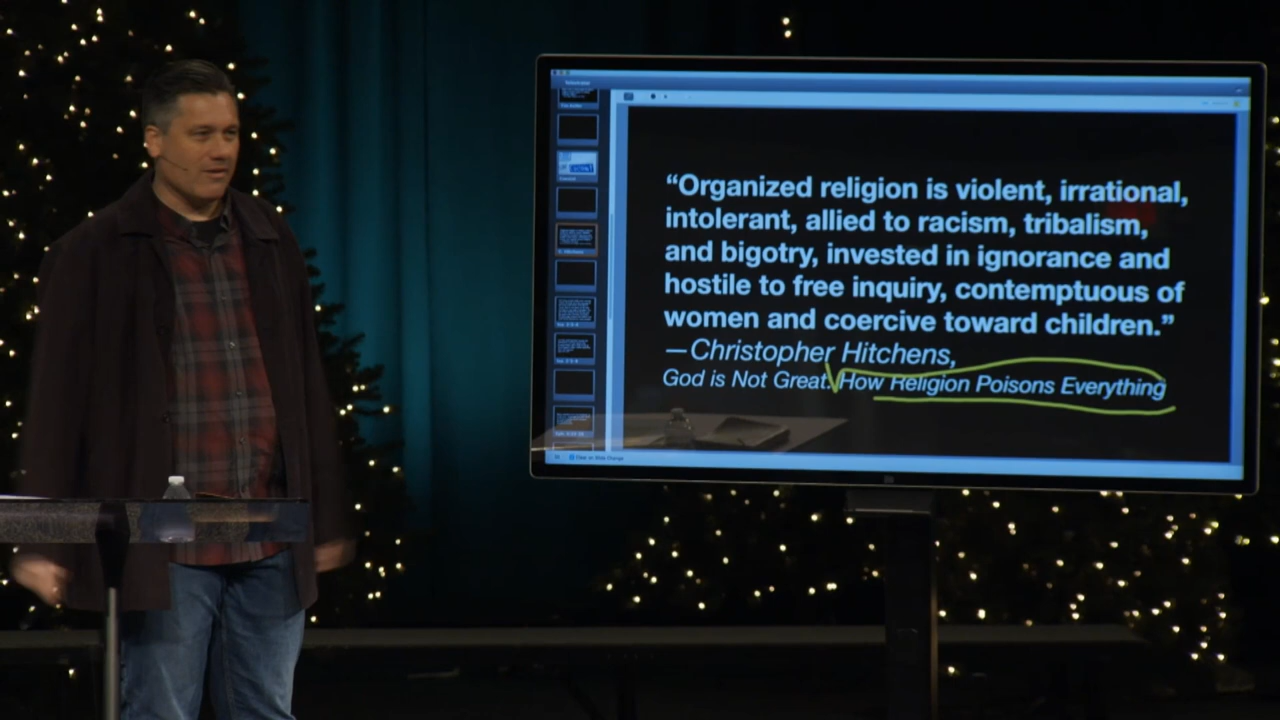 “Organized religion is violent, irrational,
intolerant, allied to racism, tribalism,
and bigotry, invested in ignorance and
hostile to free inquiry, contemptuous of
women and coercive toward children.”
—Christopher Hitchens,
God is Not Great: How Religion Poisons Everything